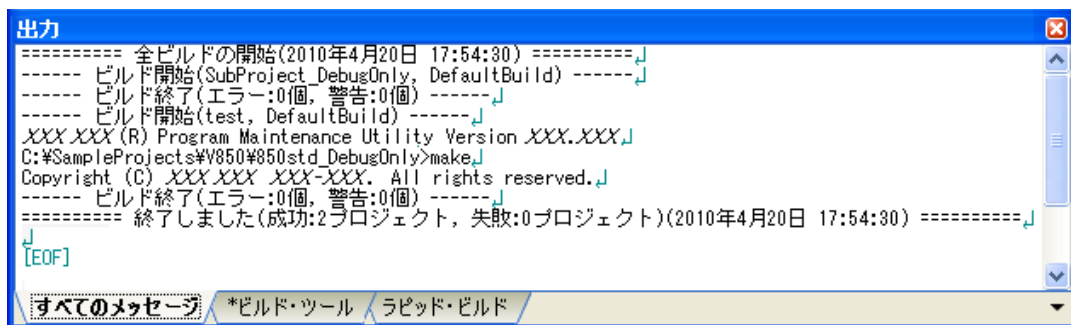 出力
========== 全ビルドの開始(2010年4月20日 17:54:30) ==========↲
------ ビルド開始(SubProject_DebugOnly, DefaultBuild) ------↲
------ ビルド終了(エラー:0個, 警告:0個) ------↲
------ ビルド開始(test, DefaultBuild) ------↲
XXX XXX (R) Program Maintenance Utility Version XXX.XXX↲
C:¥SampleProjects¥V850¥850std_DebugOnly>make↲
Copyright (C) XXX XXX XXX-XXX. All rights reserved.↲
------ ビルド終了(エラー:0個, 警告:0個) ------↲
========== 終了しました(成功:2プロジェクト, 失敗:0プロジェクト)(2010年4月20日 17:54:30) ==========↲
↲
[EOF]
すべてのメッセージ *ビルド・ツール ラピッド・ビルド